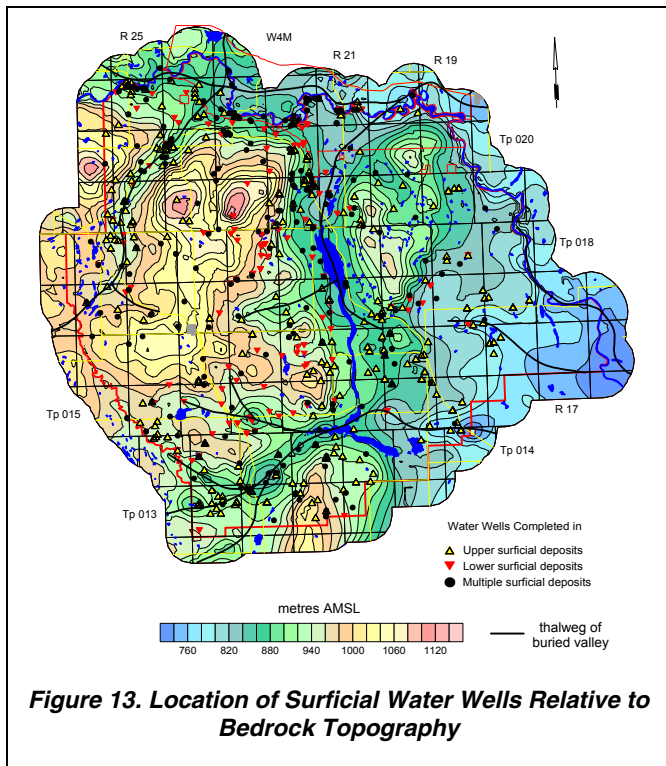 R 25
W4M
R 21
R 19
Tp 020
Tp 018
R 17
Tp 015
Tp 014
Tp 013
Water Wells Completed in
Upper surficial deposits
Lower surficial deposits
Multiple surficial deposits
metres AMSL
760 820 880 940 1000 1060 1120
thalweg of
buried valley
Figure 13. Location of Surficial Water Wells Relative to
Bedrock Topography